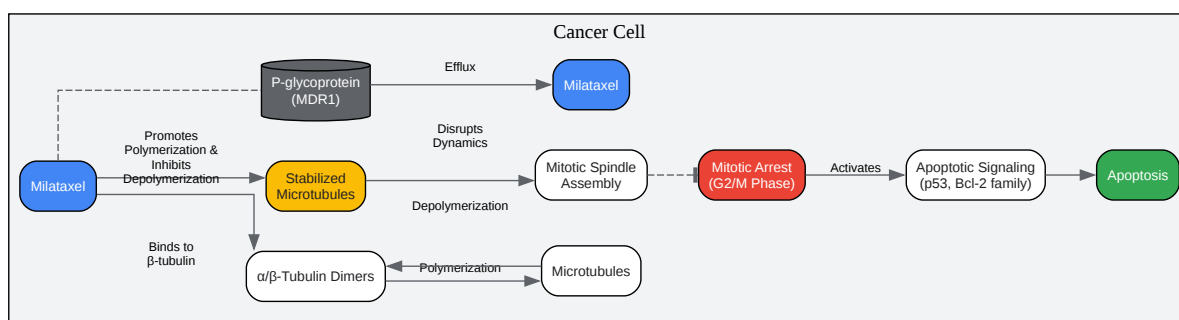 Cancer Cell
P-glycoprotein
(MDR1)
Efflux
Milataxel
Milataxel
Promotes
Polymerization &
Inhibits
Depolymerization
Stabilized
Microtubules
Disrupts
Dynamics
Mitotic Spindle
Assembly
Mitotic Arrest
(G2/M Phase)
Activates
Apoptotic Signaling
(p53, Bcl-2 family)
Apoptosis
Depolymerization
Binds to
β-tubulin
α/β-Tubulin Dimers
Polymerization
Microtubules